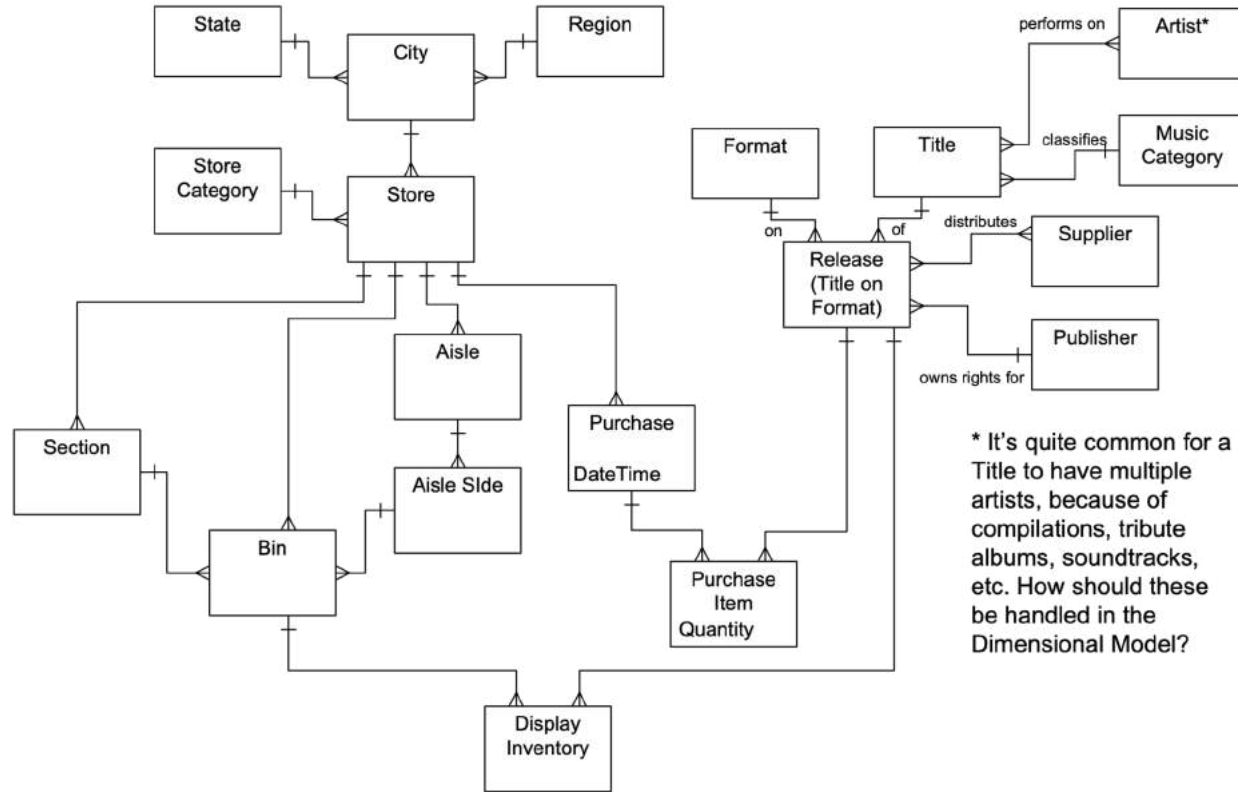 State
City
Region
performs on
Artist*
Store
Category
Store
Format
Title
classifies
Music
Category
on
of
distributes
Supplier
Release
(Title on
Format)
Publisher
owns rights for
Aisle
Section
Aisle SIde
Purchase
DateTime
Bin
Purchase
Item
Quantity
Display
Inventory
* It's quite common for a
Title to have multiple
artists, because of
compilations, tribute
albums, soundtracks,
etc. How should these
be handled in the
Dimensional Model?